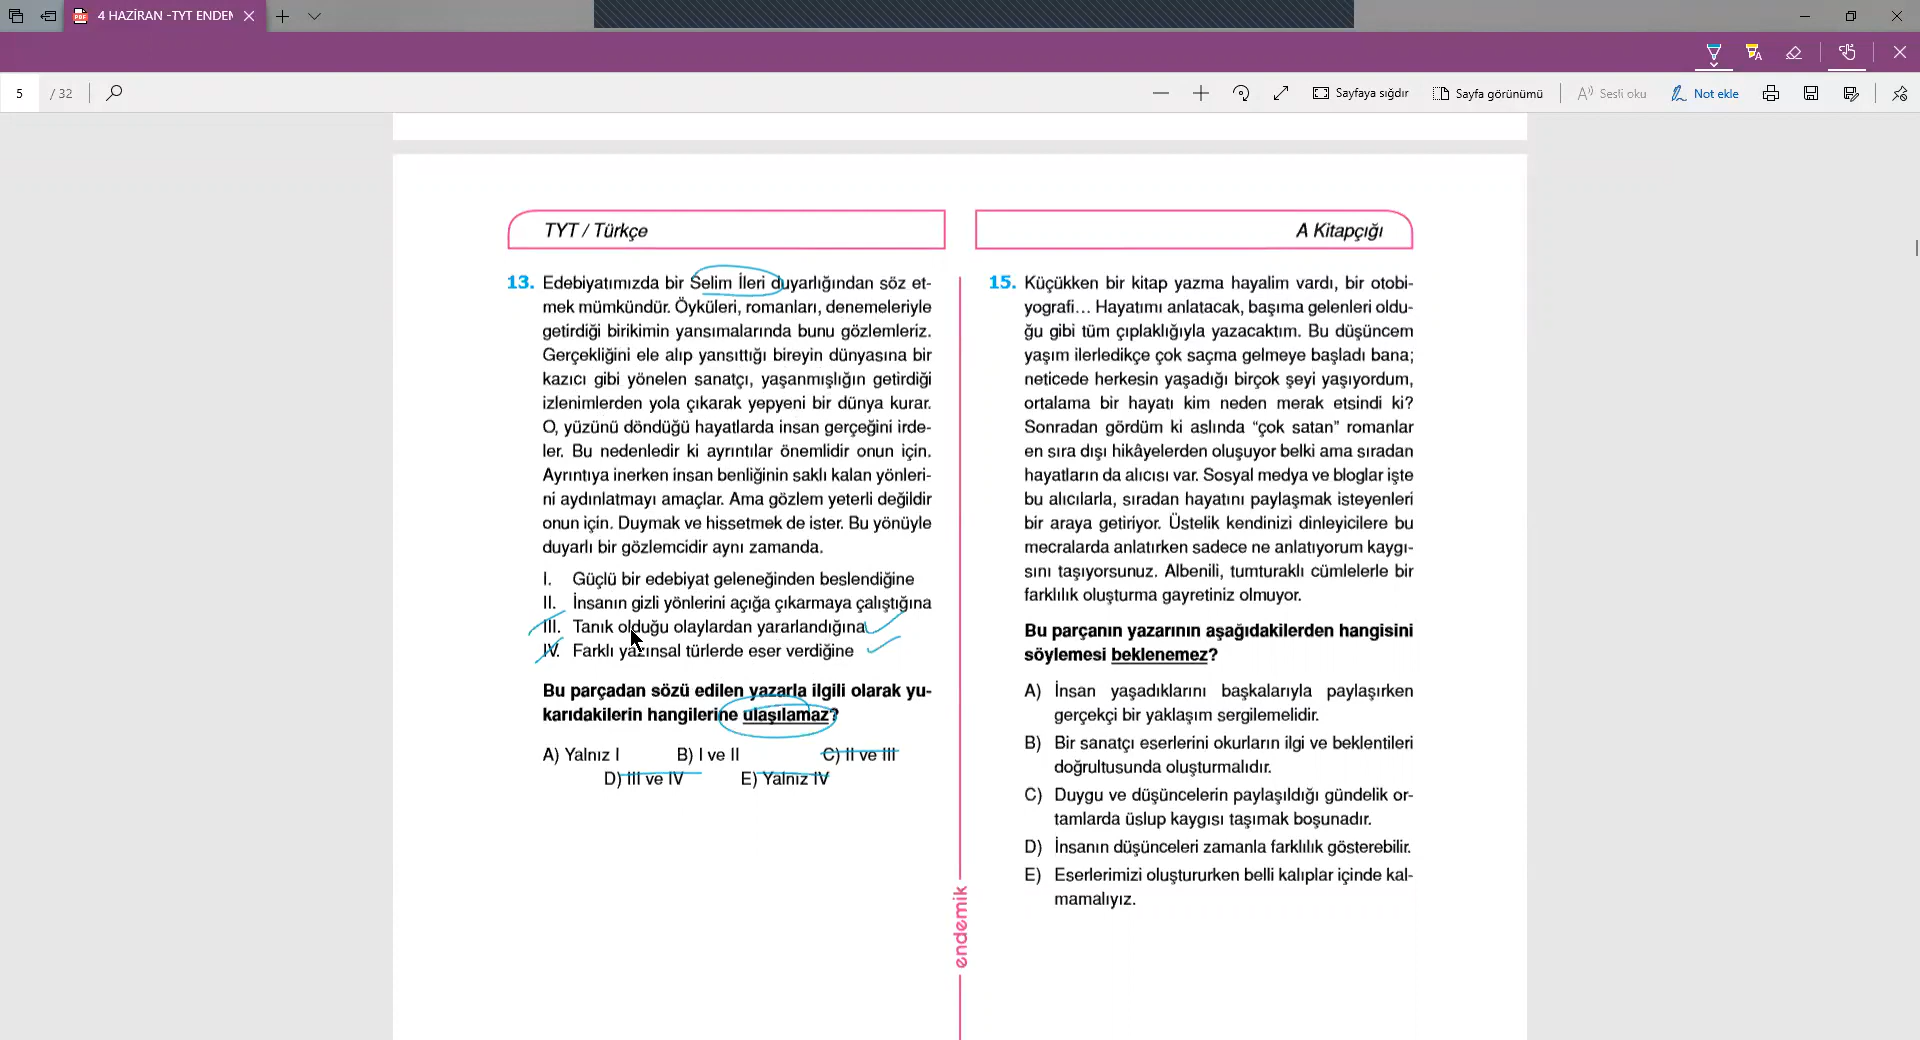 4 HAZİRAN -TYT ENDEM
5 / 32
Sayfaya sığdır
Sayfa görünümü
Sesli oku
Not ekle
TYT / Türkçe
A Kitapçığı
13. Edebiyatımızda bir Selim İleri duyarlığından söz et-
mek mümkündür. Öyküleri, romanları, denemeleriyle
getirdiği birikimin yansımalarında bunu gözlemleriz.
Gerçekliğini ele alıp yansıttığı bireyin dünyasına bir
kazıcı gibi yönelen sanatçı, yaşanmışlığın getirdiği
izlenimlerden yola çıkarak yepyeni bir dünya kurar.
O, yüzünü döndüğü hayatlarda insan gerçeğini irde-
ler. Bu nedenledir ki ayrıntılar önemlidir onun için.
Ayrıntıya inerken insan benliğinin saklı kalan yönleri-
ni aydınlatmayı amaçlar. Ama gözlem yeterli değildir
onun için. Duymak ve hissetmek de ister. Bu yönüyle
duyarlı bir gözlemcidir aynı zamanda.
I. Güçlü bir edebiyat geleneğinden beslendiğine
II. İnsanın gizli yönlerini açığa çıkarmaya çalıştığına
III. Tanık olduğu olaylardan yararlandığına
IV. Farklı yazınsal türlerde eser verdiğine
Bu parçadan sözü edilen yazarla ilgili olarak yu-
karıdakilerin hangilerine ulaşılamaz?
A) Yalnız I B) I ve II C) II ve III
D) III ve IV E) Yalnız IV
15. Küçükken bir kitap yazma hayalim vardı, bir otobi-
yografi… Hayatımı anlatacak, başıma gelenleri oldu-
ğu gibi tüm çıplaklığıyla yazacaktım. Bu düşüncem
yaşım ilerledikçe çok saçma gelmeye başladı bana;
neticede herkesin yaşadığı birçok şeyi yaşıyordum,
ortalama bir hayatı kim neden merak etsindi ki?
Sonradan gördüm ki aslında “çok satan” romanlar
en sıra dışı hikâyelerden oluşuyor belki ama sıradan
hayatların da alıcısı var. Sosyal medya ve bloglar işte
bu alıcılarla, sıradan hayatını paylaşmak isteyenleri
bir araya getiriyor. Üstelik kendinizi dinleyicilere bu
mecralarda anlatırken sadece ne anlatıyorum kaygı-
sını taşıyorsunuz. Albenili, tumturaklı cümlelerle bir
farklılık oluşturma gayretiniz olmuyor.
Bu parçanın yazarının aşağıdakilerden hangisini
söylemesi beklenemez?
A) İnsan yaşadıklarını başkalarıyla paylaşırken
gerçekçi bir yaklaşım sergilemelidir.
B) Bir sanatçı eserlerini okurların ilgi ve beklentileri
doğrultusunda oluşturmalıdır.
C) Duygu ve düşüncelerin paylaşıldığı gündelik or-
tamlarda üslup kaygısı taşımak boşunadır.
D) İnsanın düşünceleri zamanla farklılık gösterebilir.
E) Eserlerimizi oluştururken belli kalıplar içinde kal-
mamalıyız.
endemik